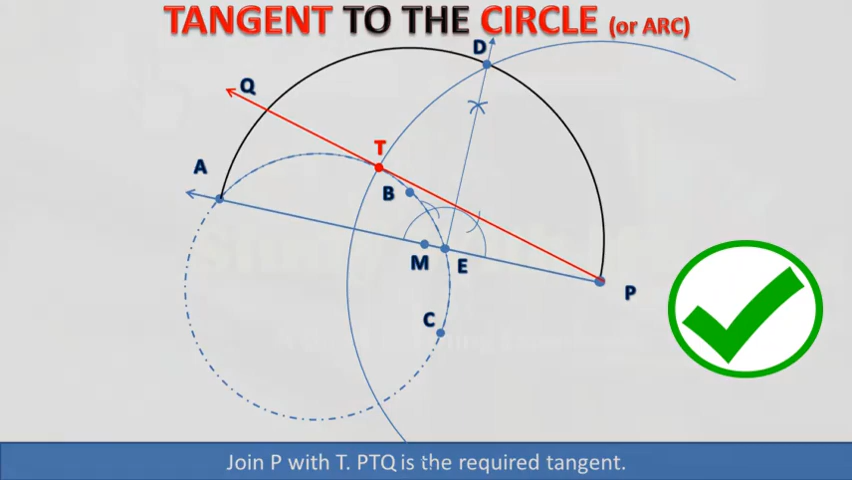 TANGENT TO THE CIRCLE (or ARC)
D
Q
T
A
B
M
E
P
C
Join P with T. PTQ is the required tangent.